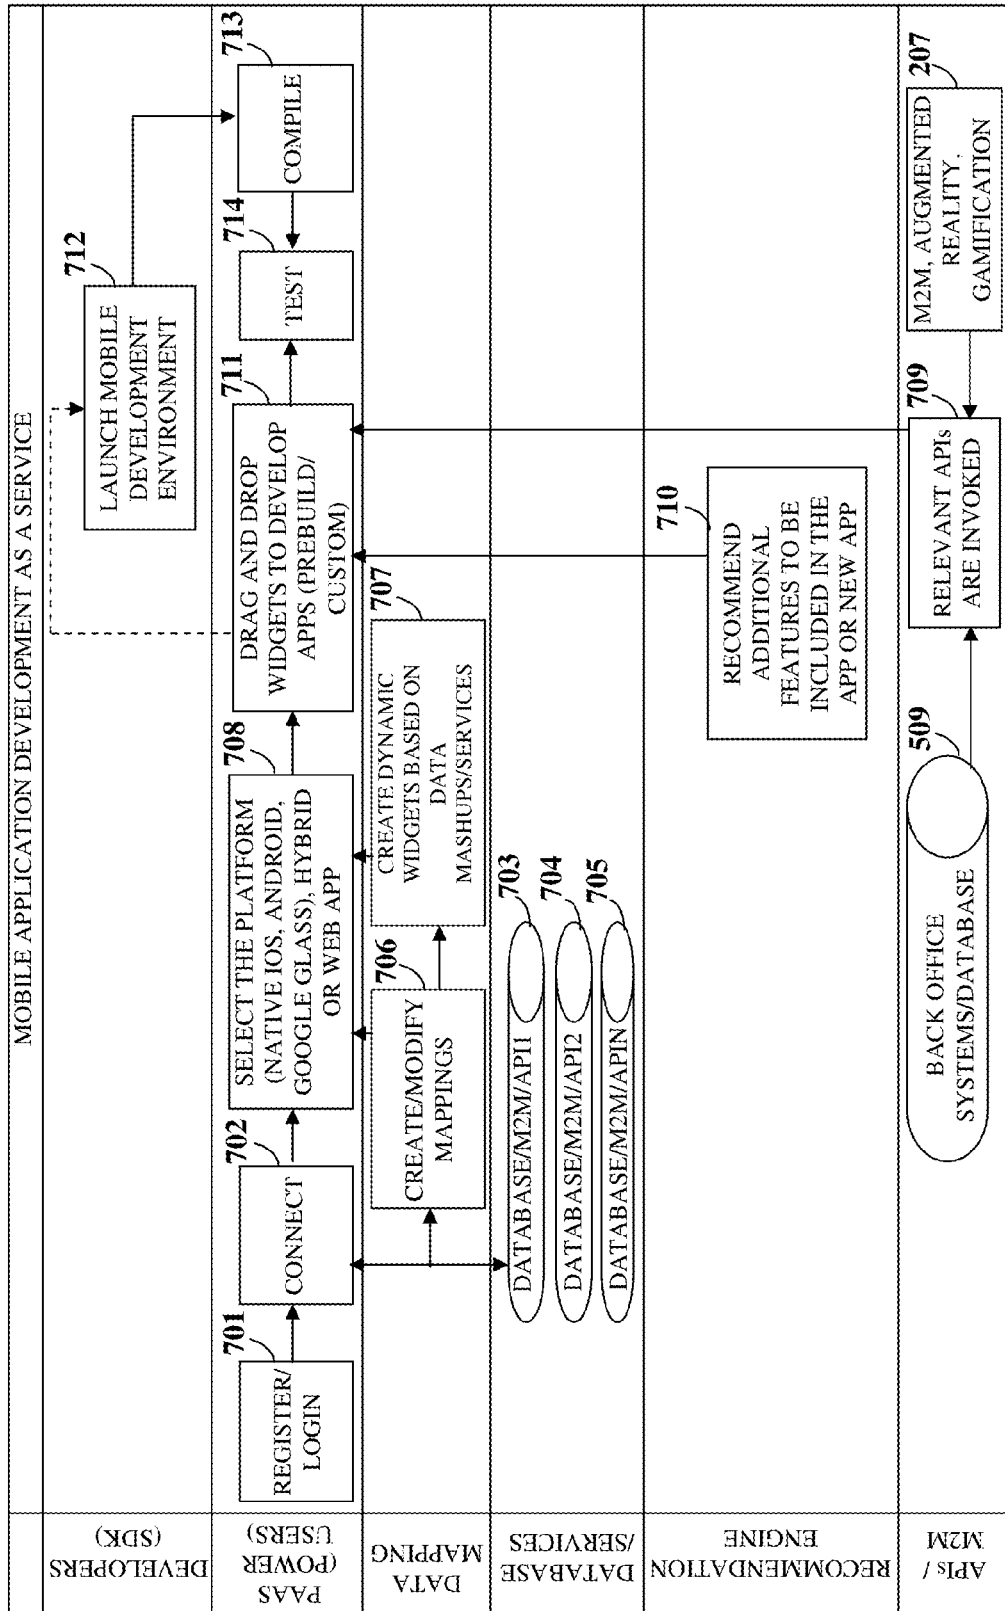 MOBILE APPLICATION DEVELOPMENT AS A SERVICE
DEVELOPERS
(SDK)
712
LAUNCH MOBILE
DEVELOPMENT
ENVIRONMENT
PAAS
(POWER
USERS)
701
REGISTER/
LOGIN
702
CONNECT
708
SELECT THE PLATFORM
(NATIVE IOS, ANDROID,
GOOGLE GLASS), HYBRID
OR WEB APP
711
DRAG AND DROP
WIDGETS TO DEVELOP
APPS (PREBUILD/
CUSTOM)
714
TEST
713
COMPILE
DATA
MAPPING
706
CREATE/MODIFY
MAPPINGS
707
CREATE DYNAMIC
WIDGETS BASED ON
DATA
MASHUPS/SERVICES
DATABASE
/SERVICES
703
DATABASE/M2M/API1
704
DATABASE/M2M/API2
705
DATABASE/M2M/APIN
RECOMMENDATION
ENGINE
710
RECOMMEND
ADDITIONAL
FEATURES TO BE
INCLUDED IN THE
APP OR NEW APP
APIs /
M2M
509
BACK OFFICE
SYSTEMS/DATABASE
709
RELEVANT APIs
ARE INVOKED
207
M2M, AUGMENTED
REALITY,
GAMIFICATION